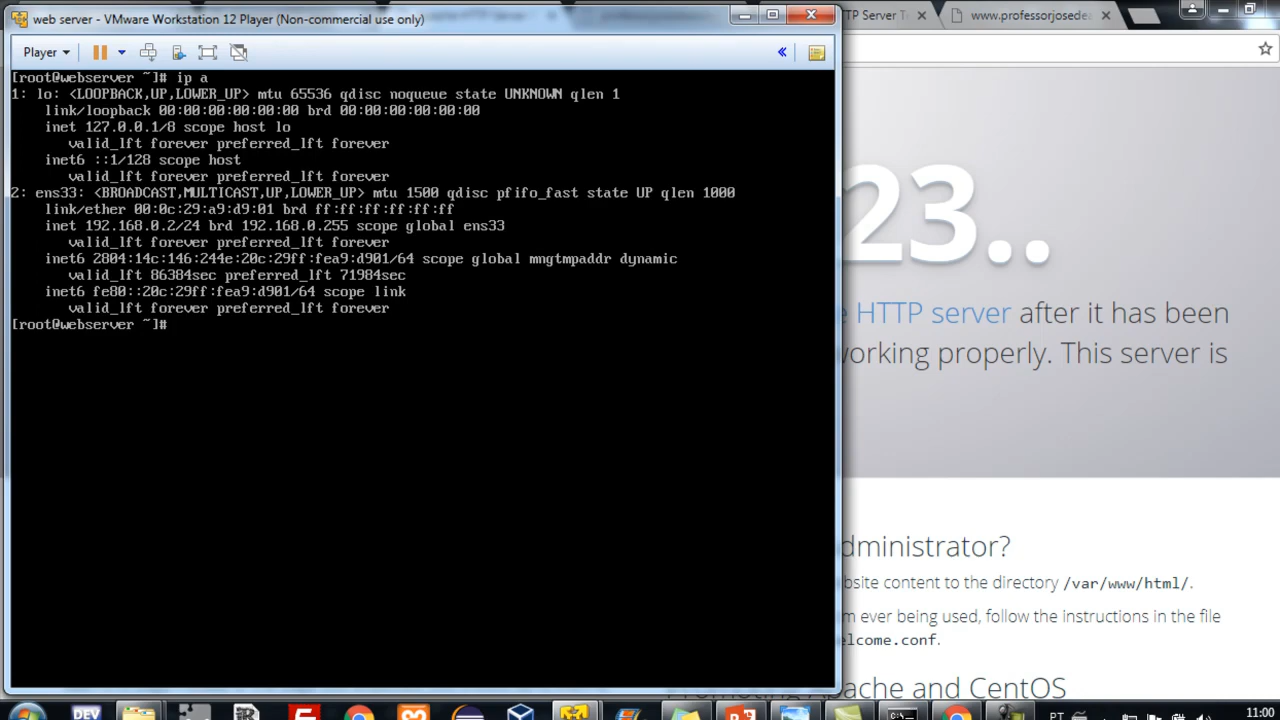 web server - VMware Workstation 12 Player (Non-commercial use only)
TP Server T
www.professorjosedea
Player
[root@webserver ~]# ip a
1: lo: <LOOPBACK,UP,LOWER_UP> mtu 65536 qdisc noqueue state UNKNOWN qlen 1
link/loopback 00:00:00:00:00:00 brd 00:00:00:00:00:00
inet 127.0.0.1/8 scope host lo
valid_lft forever preferred_lft forever
inet6 ::1/128 scope host
valid_lft forever preferred_lft forever
2: ens33: <BROADCAST,MULTICAST,UP,LOWER_UP> mtu 1500 qdisc pfifo_fast state UP qlen 1000
link/ether 00:0c:29:a9:d9:01 brd ff:ff:ff:ff:ff:ff
inet 192.168.0.2/24 brd 192.168.0.255 scope global ens33
valid_lft forever preferred_lft forever
inet6 2804:14c:146:244e:20c:29ff:fea9:d901/64 scope global mngtmpaddr dynamic
valid_lft 86384sec preferred_lft 71984sec
inet6 fe80::20c:29ff:fea9:d901/64 scope link
valid_lft forever preferred_lft forever
[root@webserver ~]#
23..
e HTTP server after it has been
working properly. This server is
dministrator?
bsite content to the directory /var/www/html/.
m ever being used, follow the instructions in the file
elcome.conf.
Promoting Apache and CentOS
DEV
PT
11:00